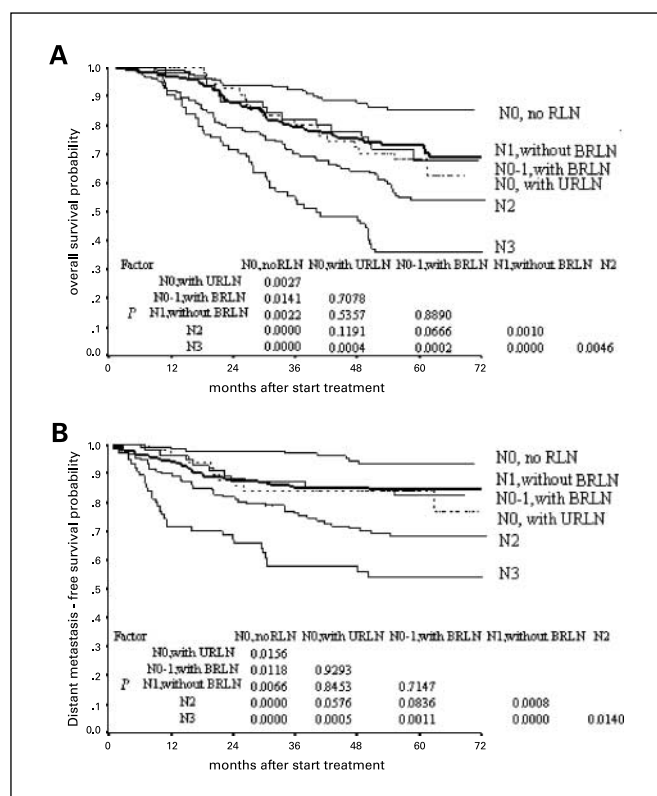 A
overall survival probability
1.0
.9
.8
.7
.6
.5
.4
.3
.2
.1
0.0
N0, no RLN
N1,without BRLN
N0-1,with BRLN
N0, with URLN
N2
N3
Factor N0,noRLN N0,with URLN N0-1,with BRLN N1,without BRLN N2
N0,with URLN 0.0027
N0-1,with BRLN 0.0141 0.7078
P N1,without BRLN 0.0022 0.5357 0.8890
N2 0.0000 0.1191 0.0666 0.0010
N3 0.0000 0.0004 0.0002 0.0000 0.0046
0 12 24 36 48 60 72
months after start treatment
B
Distant metastasis - free survival probability
1.0
.9
.8
.7
.6
.5
.4
.3
.2
.1
0.0
N0, no RLN
N1,without BRLN
N0-1,with BRLN
N0, with URLN
N2
N3
Factor N0,noRLN N0,with URLN N0-1,with BRLN N1,without BRLN N2
N0,with URLN 0.0156
N0-1,with BRLN 0.0118 0.9293
P N1,without BRLN 0.0066 0.8453 0.7147
N2 0.0000 0.0576 0.0836 0.0008
N3 0.0000 0.0005 0.0011 0.0000 0.0140
0 12 24 36 48 60 72
months after start treatment